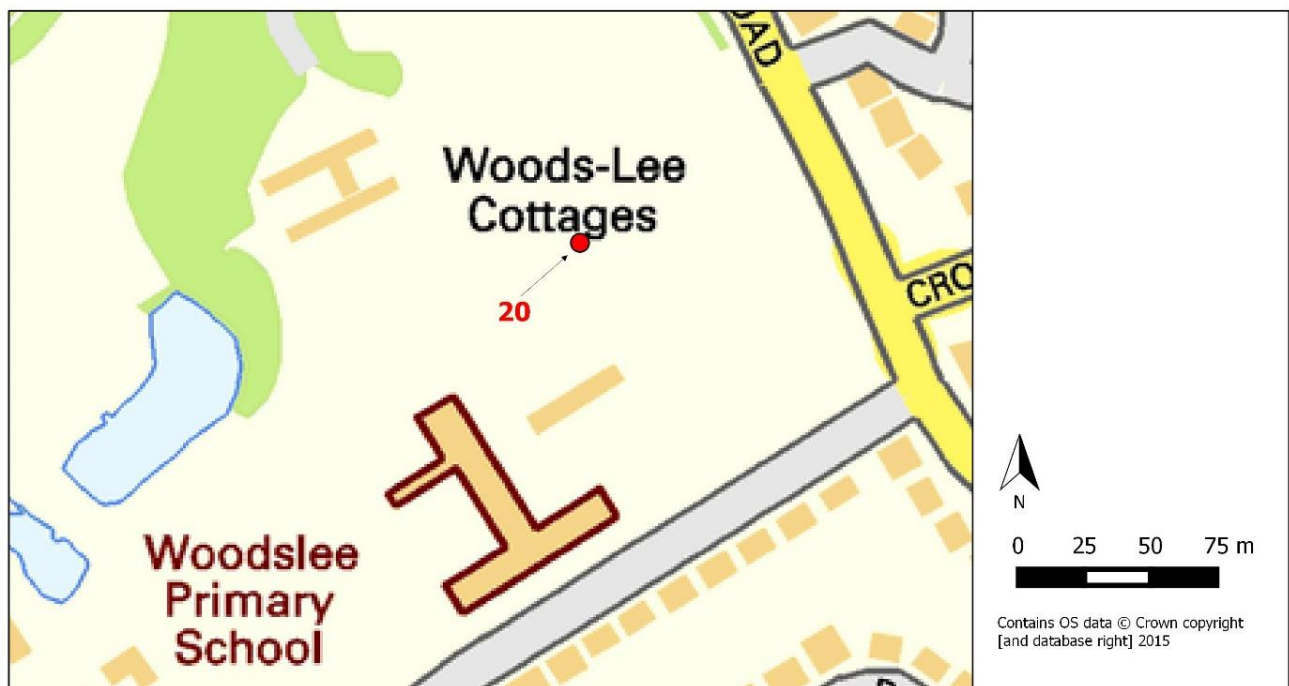 OAD
Woods-Lee
Cottages
20
CRO
Woodslee
Primary
School
N
0 25 50 75 m
Contains OS data © Crown copyright
[and database right] 2015